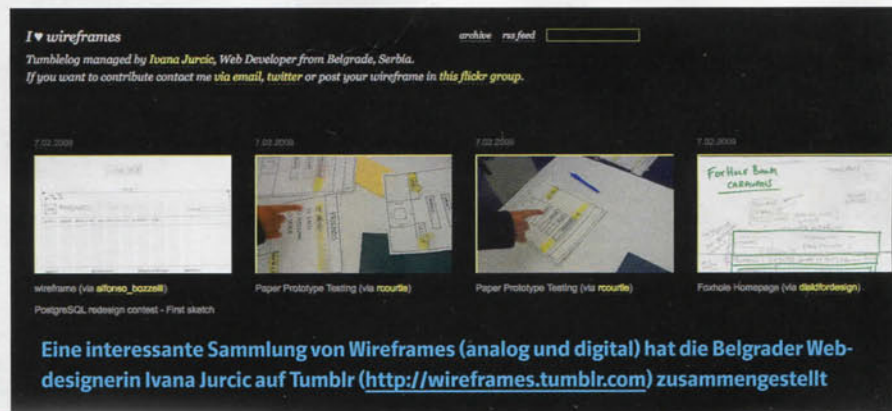 I ♥ wireframes
archive rss feed
Tumblelog managed by Ivana Jurcic, Web Developer from Belgrade, Serbia.
If you want to contribute contact me via email, twitter or post your wireframe in this flickr group.
7.02.2009 7.02.2009 7.02.2009 7.02.2009
FoxHole Bank
CARAVANS
wireframe (via alfonso_bozzelli) Paper Prototype Testing (via rcourtie) Paper Prototype Testing (via rcourtie) Foxhole Homepage (via dialdfordesign).
PostgreSQL redesign contest - First sketch
Eine interessante Sammlung von Wireframes (analog und digital) hat die Belgrader Web-
designerin Ivana Jurcic auf Tumblr (http://wireframes.tumblr.com) zusammengestellt